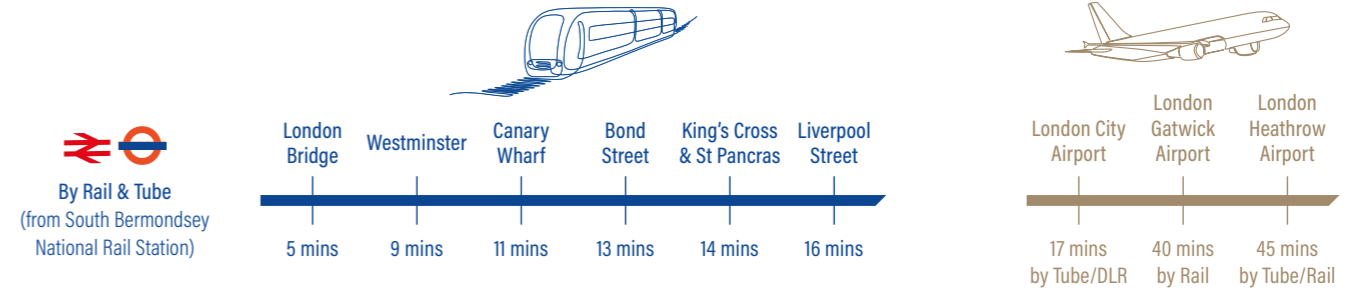 By Rail & Tube
(from South Bermondsey
National Rail Station)
London
Bridge
5 mins
Westminster
9 mins
Canary
Wharf
11 mins
Bond
Street
13 mins
King's Cross
& St Pancras
14 mins
Liverpool
Street
16 mins
London City
Airport
17 mins
by Tube/DLR
London
Gatwick
Airport
40 mins
by Rail
London
Heathrow
Airport
45 mins
by Tube/Rail